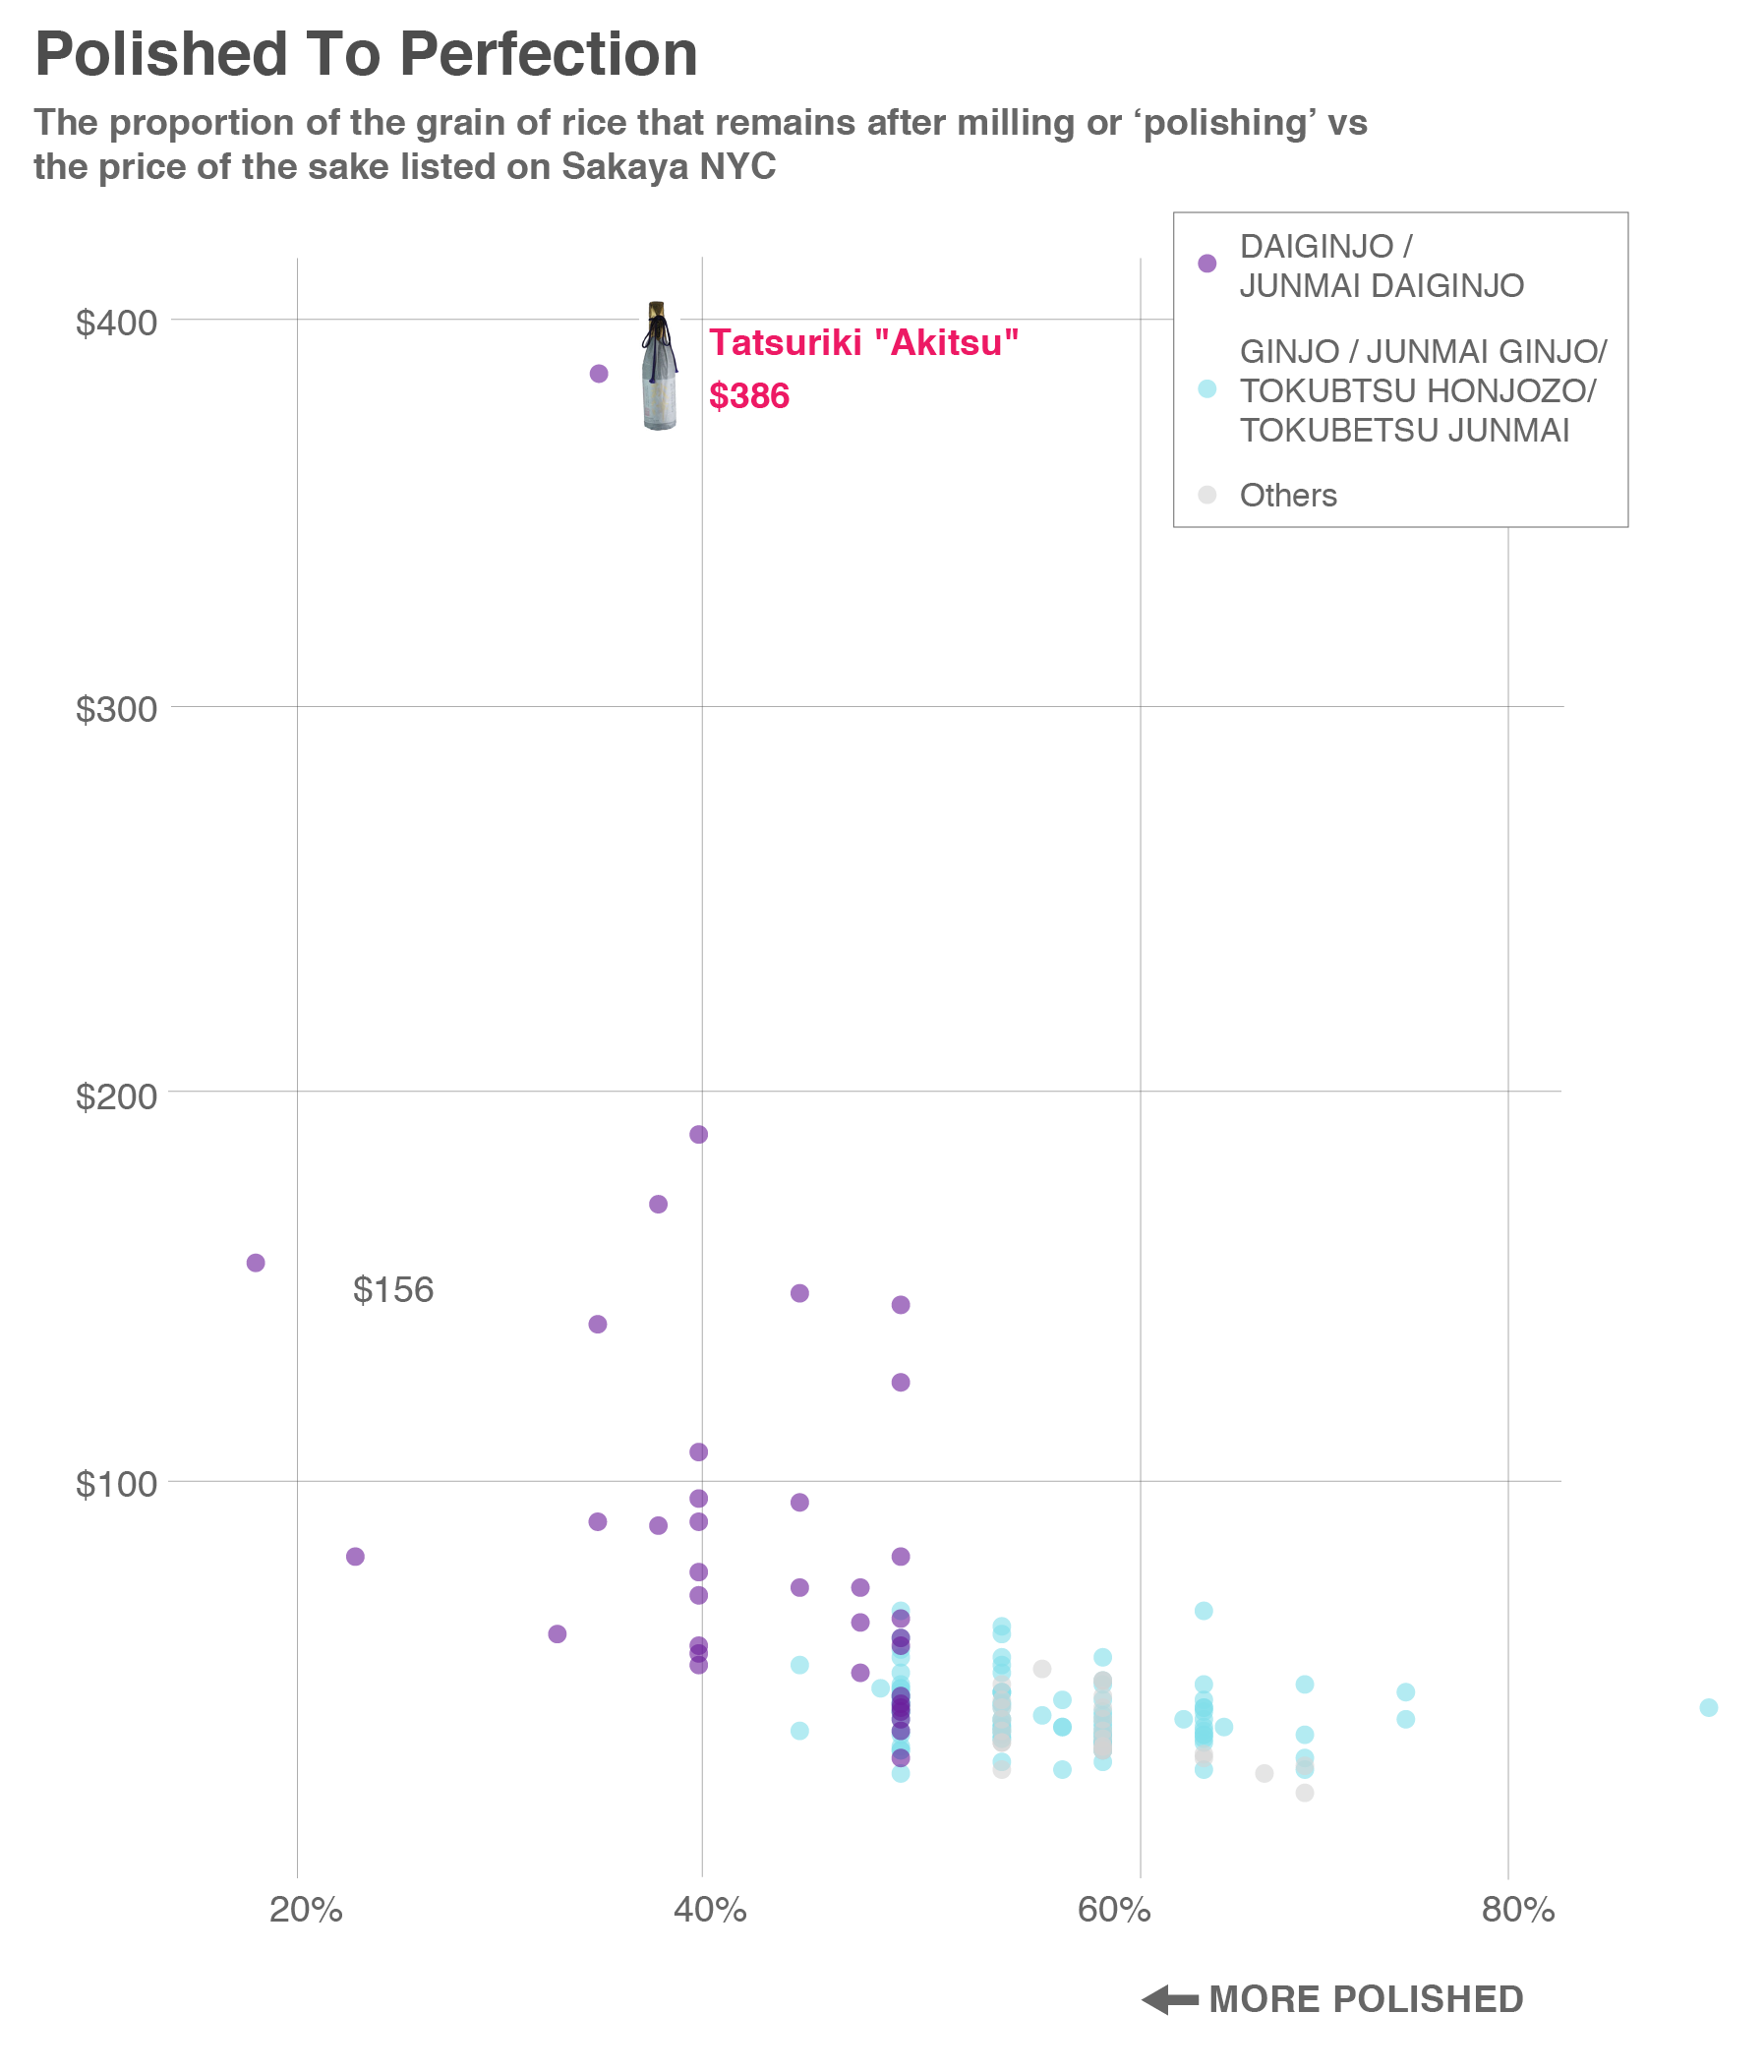 Polished To Perfection
The proportion of the grain of rice that remains after milling or ‘polishing’ vs
the price of the sake listed on Sakaya NYC
DAIGINJO /
JUNMAI DAIGINJO
GINJO / JUNMAI GINJO/
TOKUBTSU HONJOZO/
TOKUBETSU JUNMAI
Others
$400
Tatsuriki "Akitsu"
$386
$300
$200
$156
$100
20%
40%
60%
80%
MORE POLISHED